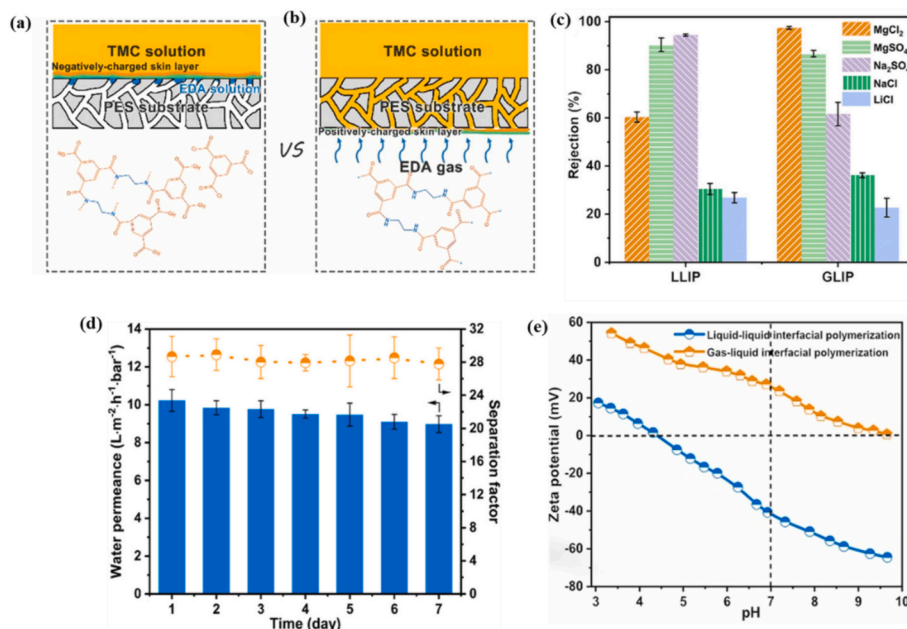 (a)
TMC solution
Negatively-charged skin layer
EDA solution
PES substrate
VS
(b)
TMC solution
PES substrate
Positively-charged skin layer
EDA gas
(c)
Rejection (%)
100
80
60
40
20
0
LLIP
GLIP
MgCl2
MgSO4
Na2SO4
NaCl
LiCl
(d)
Water permeance (L·m-2·h-1·bar-1)
14
12
10
8
6
4
2
0
32
28
24
20
16
12
8
4
0
Separation factor
1 2 3 4 5 6 7
Time (day)
(e)
Zeta potential (mV)
60
40
20
0
-20
-40
-60
-80
Liquid-liquid interfacial polymerization
Gas-liquid interfacial polymerization
3 4 5 6 7 8 9 10
pH